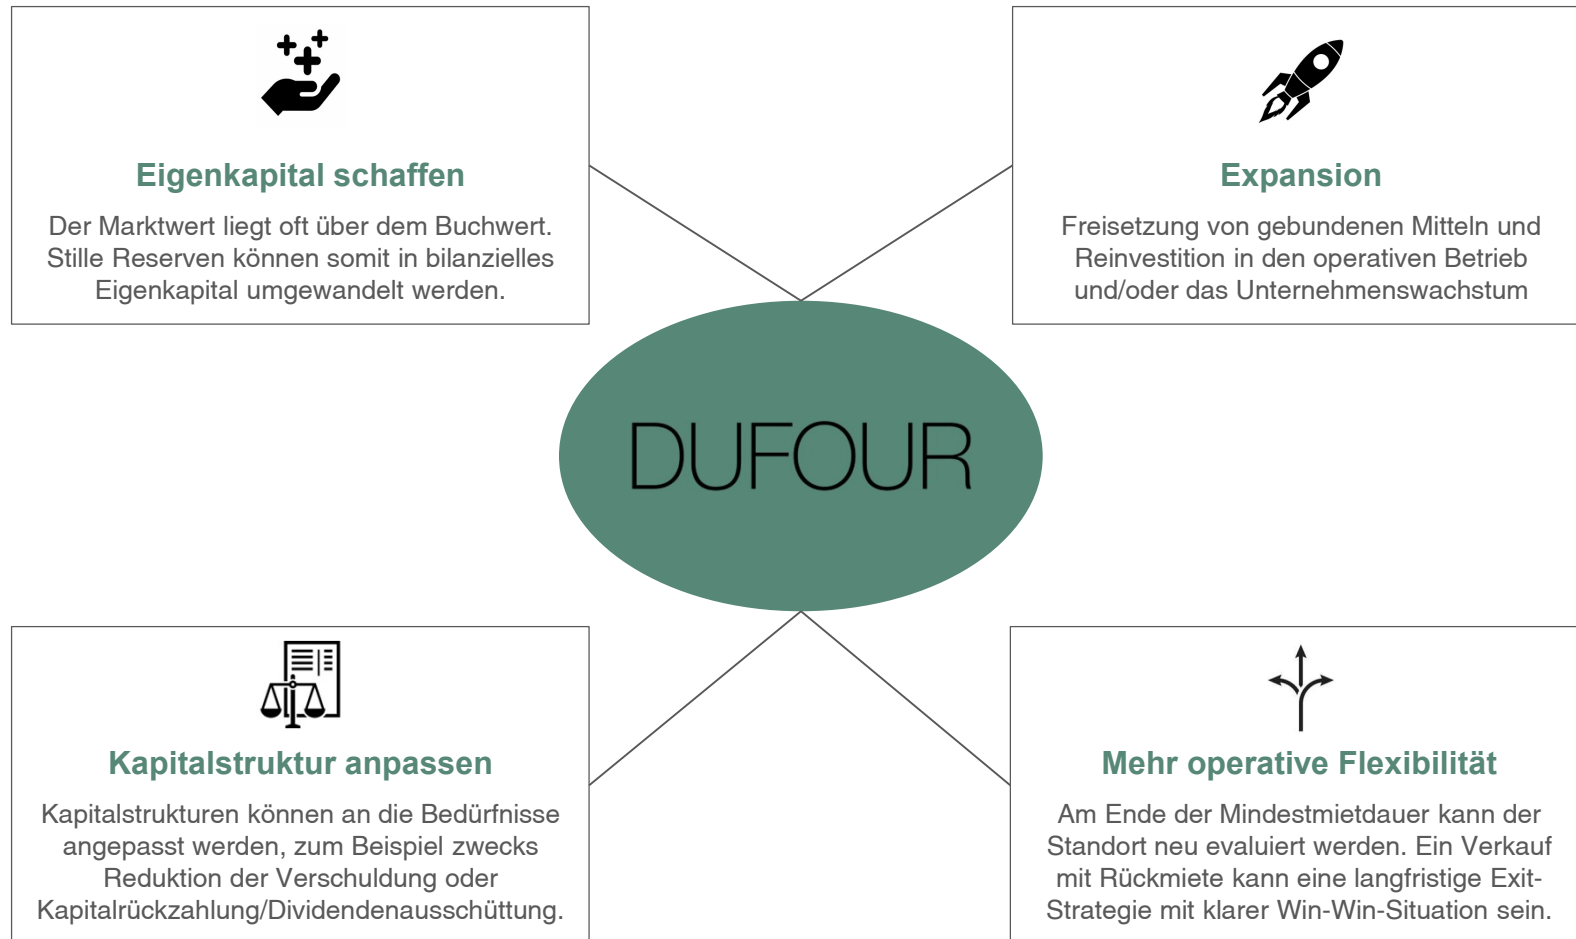 Eigenkapital schaffen
Der Marktwert liegt oft über dem Buchwert.
Stille Reserven können somit in bilanzielles
Eigenkapital umgewandelt werden.
Expansion
Freisetzung von gebundenen Mitteln und
Reinvestition in den operativen Betrieb
und/oder das Unternehmenswachstum
DUFOUR
Kapitalstruktur anpassen
Kapitalstrukturen können an die Bedürfnisse
angepasst werden, zum Beispiel zwecks
Reduktion der Verschuldung oder
Kapitalrückzahlung/Dividendenausschüttung.
Mehr operative Flexibilität
Am Ende der Mindestmietdauer kann der
Standort neu evaluiert werden. Ein Verkauf
mit Rückmiete kann eine langfristige Exit-
Strategie mit klarer Win-Win-Situation sein.